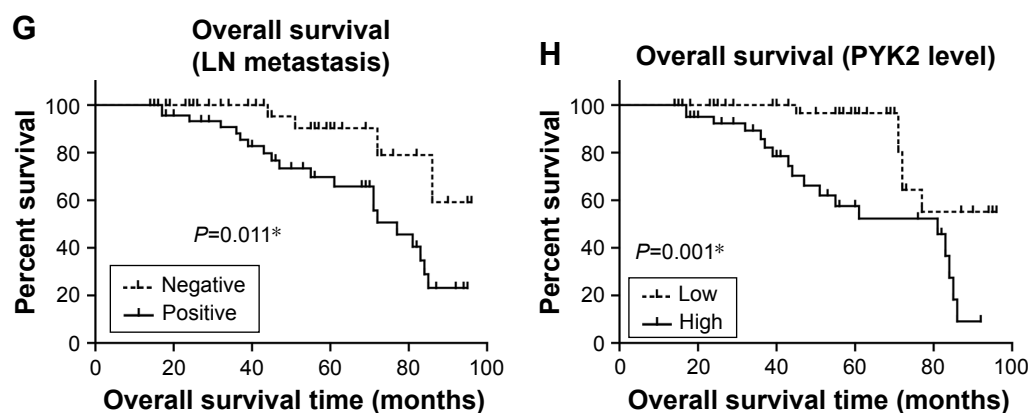 G
Overall survival
(LN metastasis)
Percent survival
100
80
60
40
20
0
P=0.011*
Negative
Positive
0 20 40 60 80 100
Overall survival time (months)
H
Overall survival (PYK2 level)
Percent survival
100
80
60
40
20
0
P=0.001*
Low
High
0 20 40 60 80 100
Overall survival time (months)